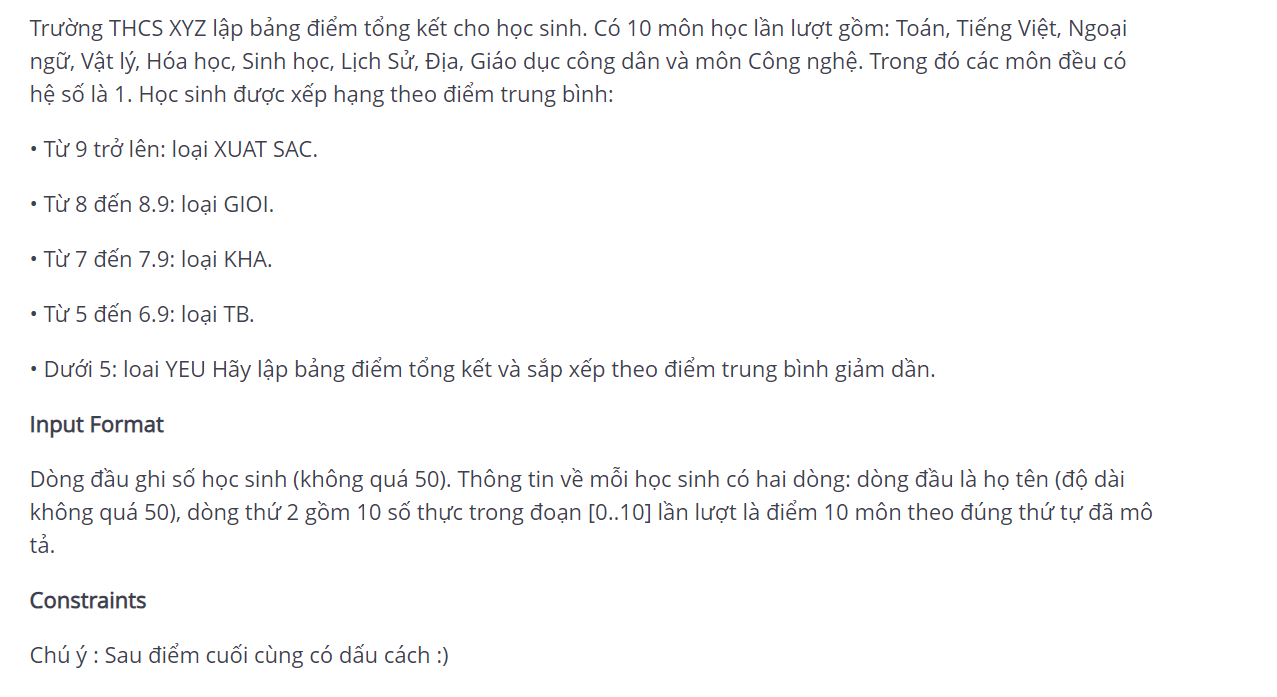 Trường THCS XYZ lập bảng điểm tổng kết cho học sinh. Có 10 môn học lần lượt gồm: Toán, Tiếng Việt, Ngoại
ngữ, Vật lý, Hóa học, Sinh học, Lịch Sử, Địa, Giáo dục công dân và môn Công nghệ. Trong đó các môn đều có
hệ số là 1. Học sinh được xếp hạng theo điểm trung bình:
• Từ 9 trở lên: loại XUAT SAC.
• Từ 8 đến 8.9: loại GIOI.
• Từ 7 đến 7.9: loại KHA.
• Từ 5 đến 6.9: loại TB.
• Dưới 5: loai YEU Hãy lập bảng điểm tổng kết và sắp xếp theo điểm trung bình giảm dần.
Input Format
Dòng đầu ghi số học sinh (không quá 50). Thông tin về mỗi học sinh có hai dòng: dòng đầu là họ tên (độ dài
không quá 50), dòng thứ 2 gồm 10 số thực trong đoạn [0..10] lần lượt là điểm 10 môn theo đúng thứ tự đã mô
tả.
Constraints
Chú ý : Sau điểm cuối cùng có dấu cách :)